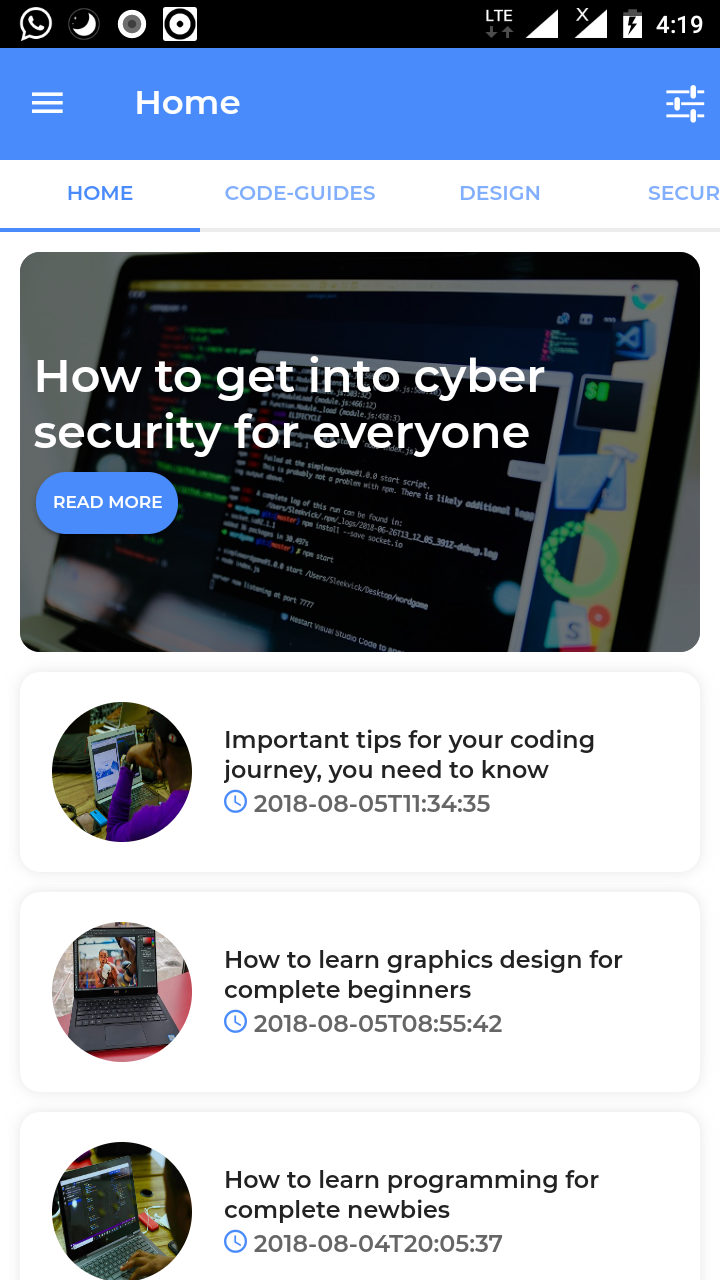 LTE
X
4:19
Home
HOME
CODE-GUIDES
DESIGN
SECUR
How to get into cyber
security for everyone
READ MORE
Important tips for your coding
journey, you need to know
2018-08-05T11:34:35
How to learn graphics design for
complete beginners
2018-08-05T08:55:42
How to learn programming for
complete newbies
2018-08-04T20:05:37